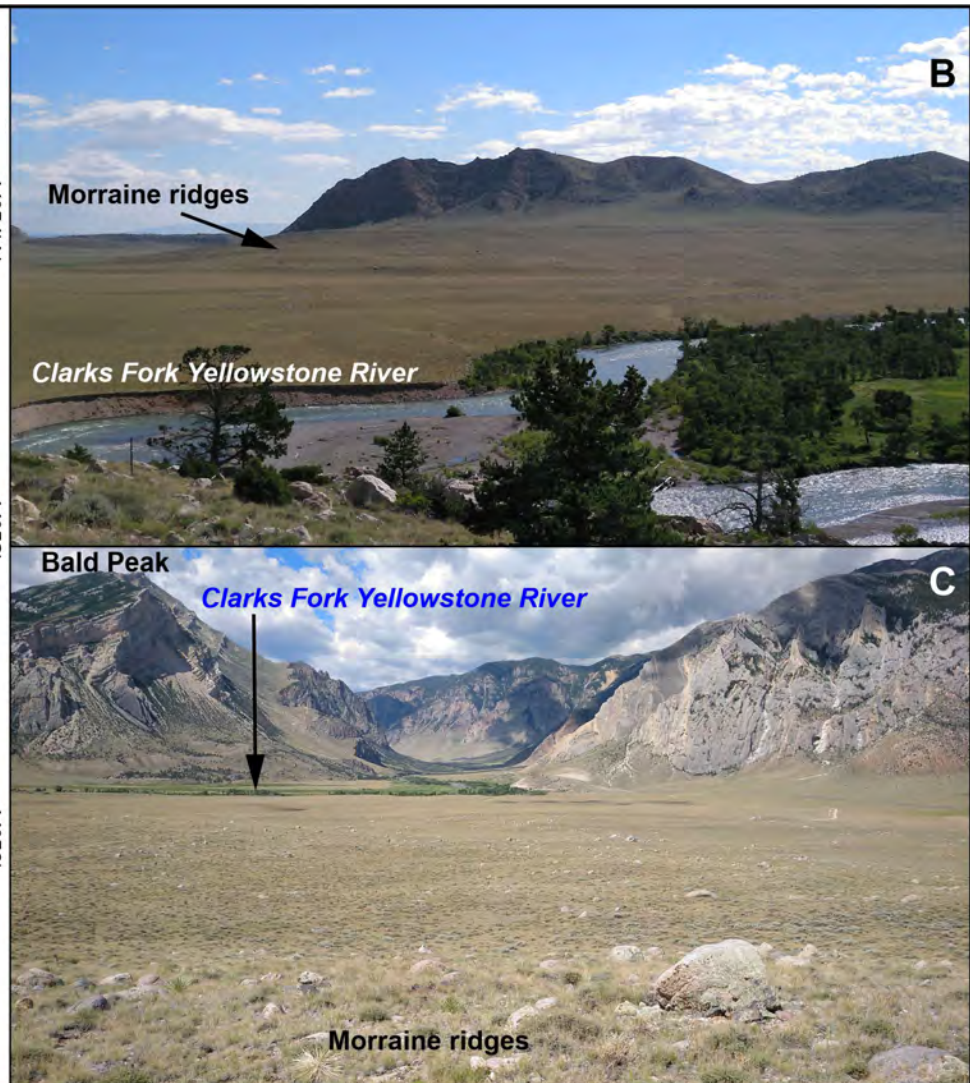 B
Morraine ridges
Clarks Fork Yellowstone River
Bald Peak
Clarks Fork Yellowstone River
C
Morraine ridges